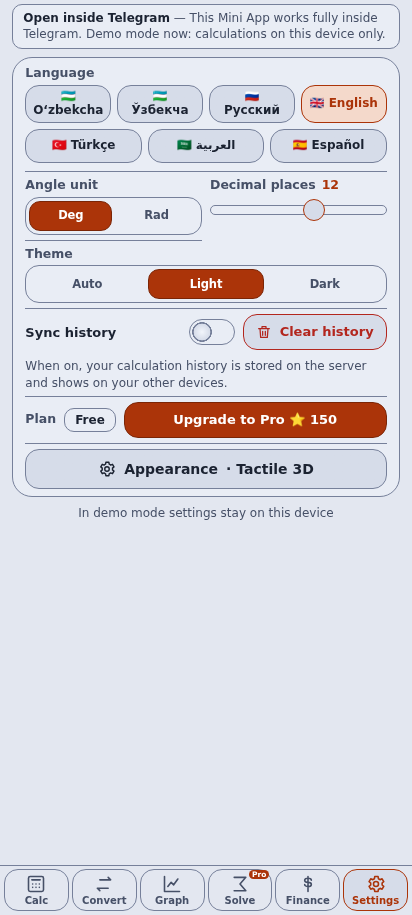 Open inside Telegram — This Mini App works fully inside
Telegram. Demo mode now: calculations on this device only.
Language
Oʻzbekcha
Ўзбекча
Русский
English
Türkçe
العربية
Español
Angle unit
Decimal places 12
Deg
Rad
Theme
Auto
Light
Dark
Sync history
Clear history
When on, your calculation history is stored on the server
and shows on your other devices.
Plan
Free
Upgrade to Pro ⭐ 150
Appearance · Tactile 3D
In demo mode settings stay on this device
Pro
Calc
Convert
Graph
Solve
Finance
Settings